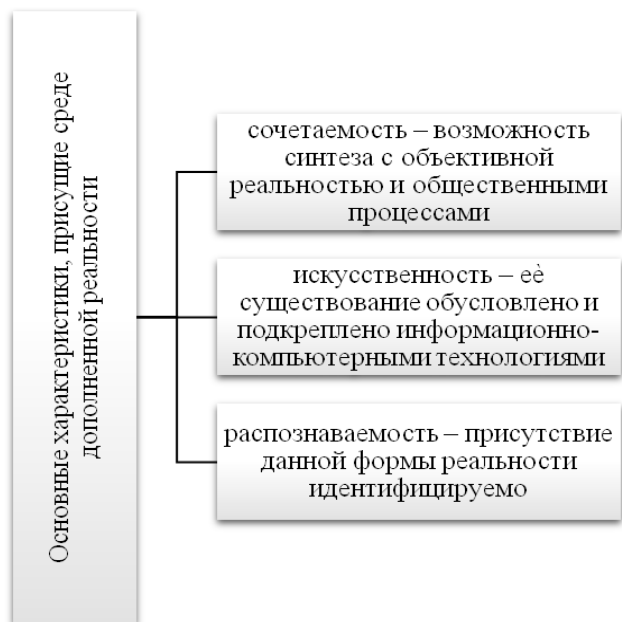 Основные характеристики, присущие среде
дополненной реальности
сочетаемость – возможность
синтеза с объективной
реальностью и общественными
процессами
искусственность – еѐ
существование обусловлено и
подкреплено информационно-
компьютерными технологиями
распознаваемость – присутствие
данной формы реальности
идентифицируемо